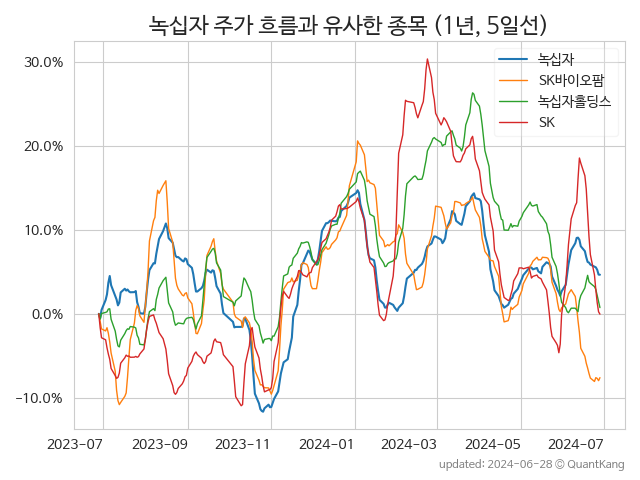 녹십자 주가 흐름과 유사한 종목 (1년, 5일선)
녹십자
SK바이오팜
녹십자홀딩스
SK
30.0%
20.0%
10.0%
0.0%
−10.0%
2023-07 2023-09 2023-11 2024-01 2024-03 2024-05 2024-07
updated: 2024-06-28 © QuantKang